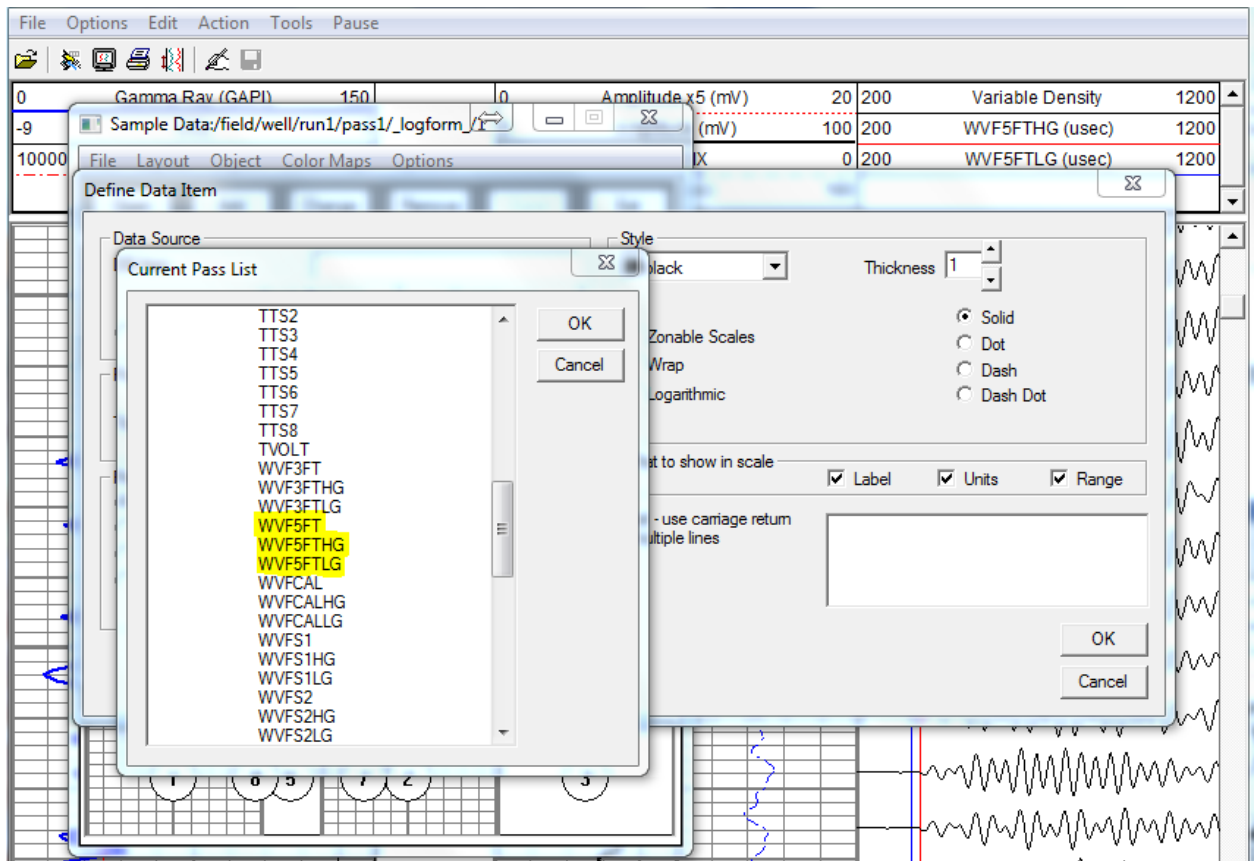 File Options Edit Action Tools Pause
0 Gamma Ray (GAPI) 150 0 Amplitude x5 (mV) 20 200 Variable Density 1200
-9 (mV) 100 200 WVF5FTHG (usec) 1200
10000 0 200 WVF5FTLG (usec) 1200
Sample Data:/field/well/run1/pass1/_logform_/
File Layout Object Color Maps Options
Define Data Item
Data Source
Style
black
Thickness 1
Zonable Scales
Wrap
Logarithmic
Solid
Dot
Dash
Dash Dot
at to show in scale
Label Units Range
- use carriage return
ultiple lines
OK
Cancel
Current Pass List
TTS2
TTS3
TTS4
TTS5
TTS6
TTS7
TTS8
TVOLT
WVF3FT
WVF3FTHG
WVF3FTLG
WVF5FT
WVF5FTHG
WVF5FTLG
WVFCAL
WVFCALHG
WVFCALLG
WVFS1
WVFS1HG
WVFS1LG
WVFS2
WVFS2HG
WVFS2LG
OK
Cancel
1 6 5 7 2 3